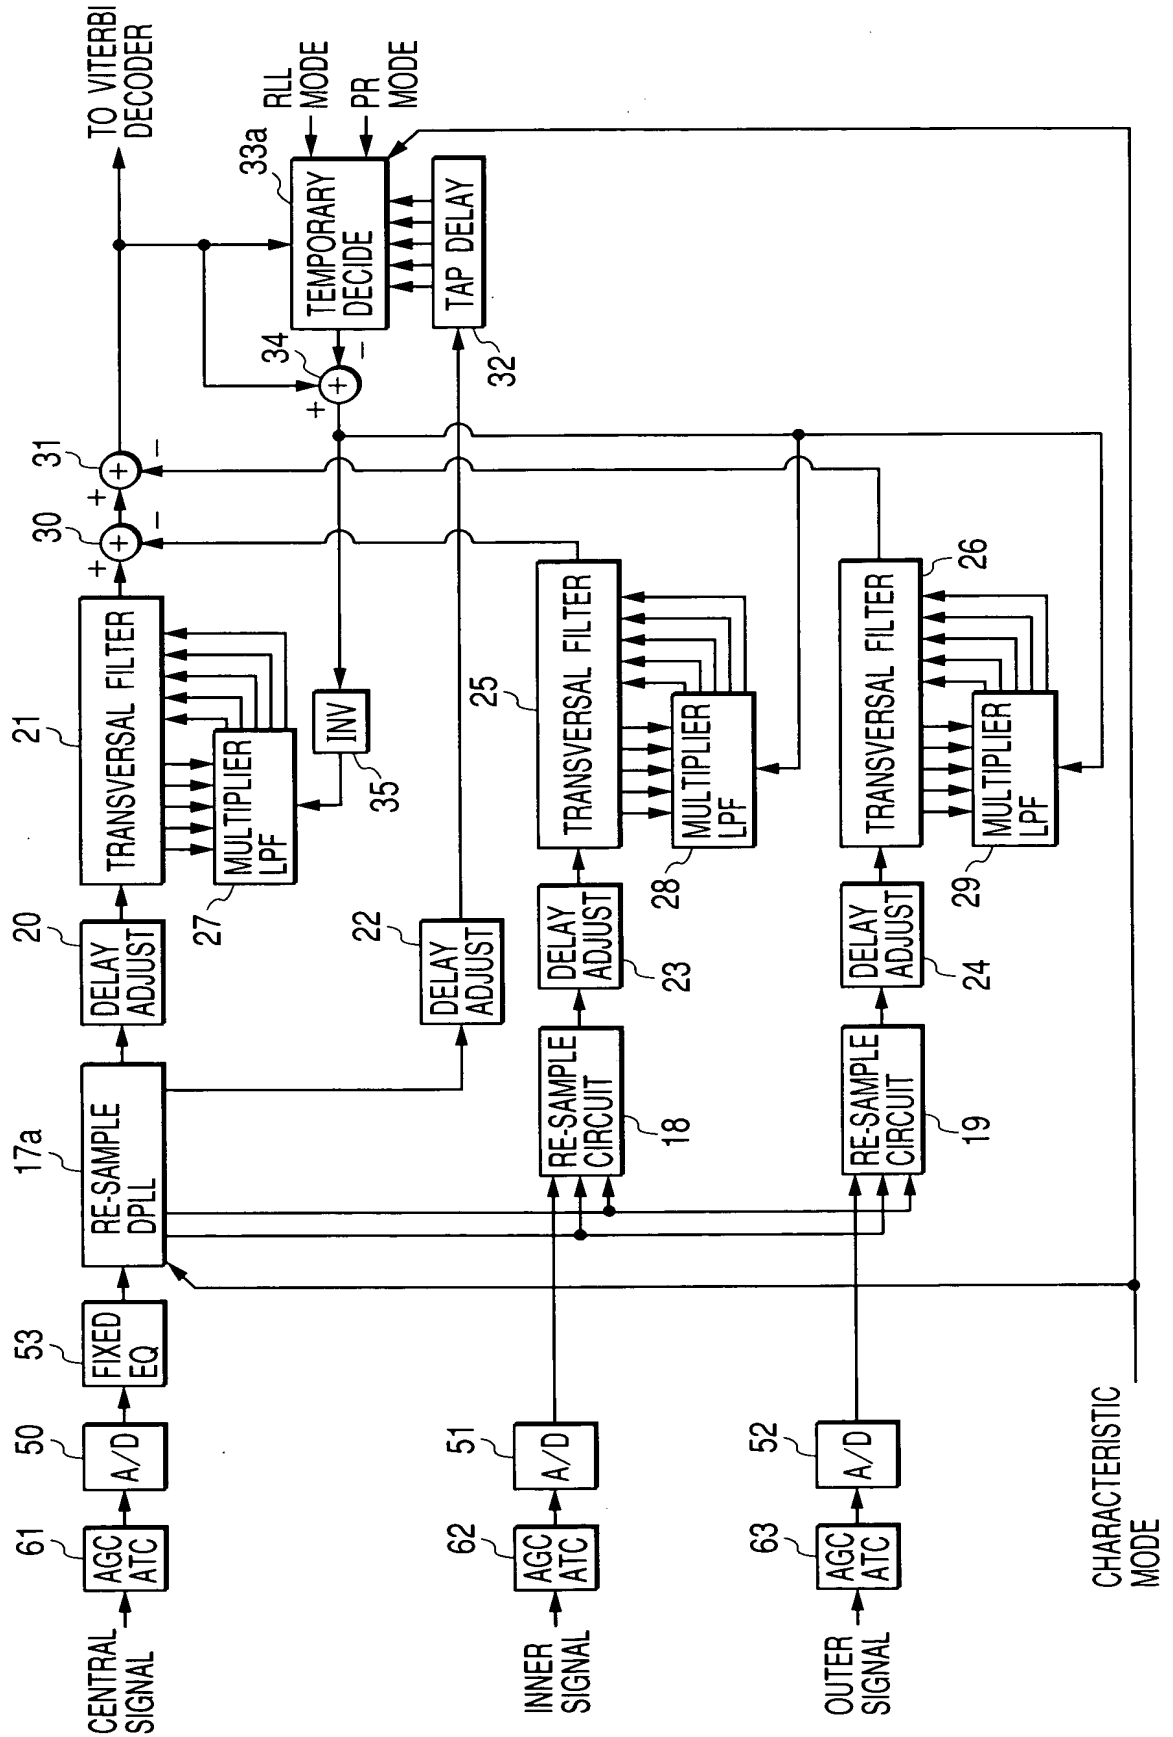 CENTRAL
SIGNAL
61
AGC
ATC
50
A/D
53
FIXED
EQ
17a
RE-SAMPLE
DPLL
20
DELAY
ADJUST
21
TRANSVERSAL FILTER
27
MULTIPLIER
LPF
30
+
+
-
31
+
+
-
TO VITERBI
DECODER
35
INV
34
+
+
-
33a
TEMPORARY
DECIDE
RLL
MODE
PR
MODE
22
DELAY
ADJUST
32
TAP DELAY
INNER
SIGNAL
62
AGC
ATC
51
A/D
RE-SAMPLE
CIRCUIT
18
DELAY
ADJUST
23
25
TRANSVERSAL FILTER
28
MULTIPLIER
LPF
OUTER
SIGNAL
63
AGC
ATC
52
A/D
RE-SAMPLE
CIRCUIT
19
DELAY
ADJUST
24
TRANSVERSAL FILTER
26
29
MULTIPLIER
LPF
CHARACTERISTIC
MODE